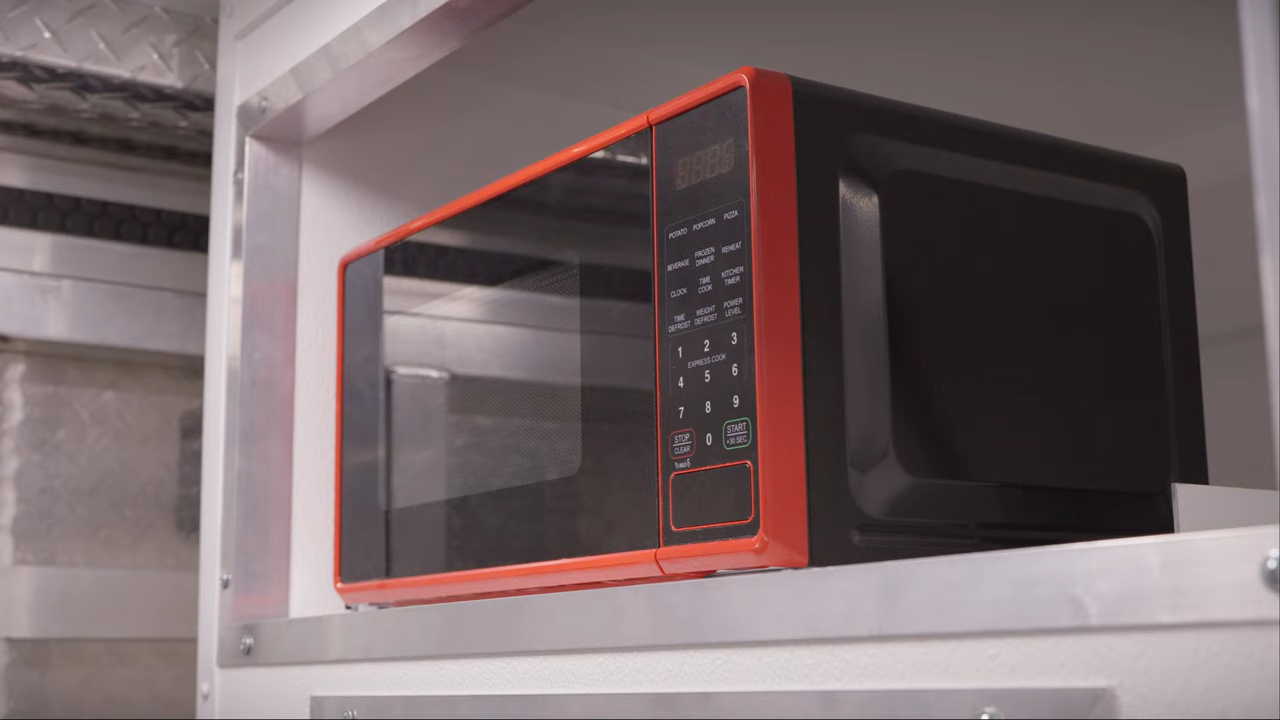 POTATO POPCORN PIZZA
BEVERAGE FROZEN DINNER REHEAT
CLOCK TIME COOK KITCHEN TIMER
TIME DEFROST WEIGHT DEFROST POWER LEVEL
1 2 3
EXPRESS COOK
4 5 6
7 8 9
STOP CLEAR 0 START +30 SEC